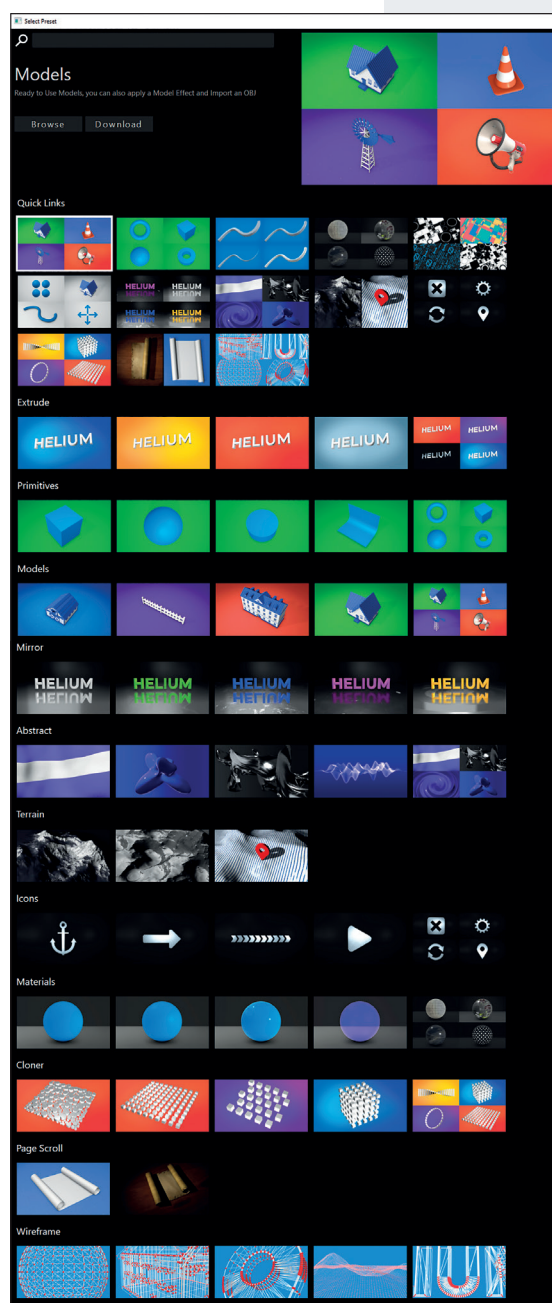 Select Preset
Models
Ready to Use Models, you can also apply a Model Effect and Import an OBJ
Browse Download
Quick Links
HELIUM HELIUM
HELIUM HELIUM
Extrude
HELIUM HELIUM HELIUM HELIUM HELIUM HELIUM
HELIUM HELIUM
Primitives
Models
Mirror
HELIUM HELIUM HELIUM HELIUM HELIUM
Abstract
Terrain
Icons
Materials
Cloner
Page Scroll
Wireframe